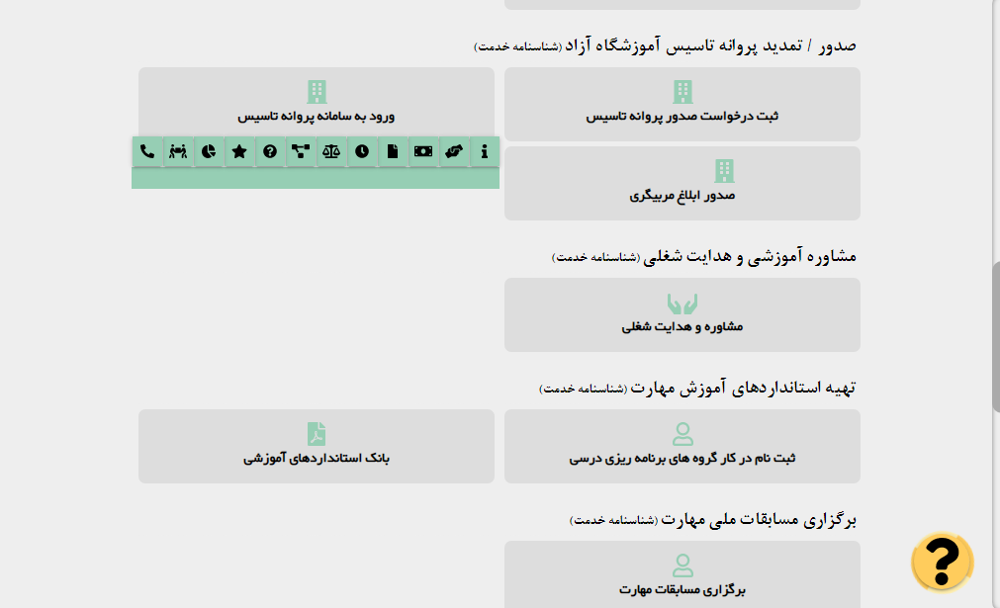 صدور / تمدید پروانه تاسیس آموزشگاه آزاد (شناسنامه خدمت)
ثبت درخواست صدور پروانه تاسیس
ورود به سامانه پروانه تاسیس
صدور ابلاغ مربیگری
مشاوره آموزشی و هدایت شغلی (شناسنامه خدمت)
مشاوره و هدایت شغلی
تهیه استانداردهای آموزش مهارت (شناسنامه خدمت)
ثبت نام در کار گروه های برنامه ریزی درسی
بانک استانداردهای آموزشی
برگزاری مسابقات ملی مهارت (شناسنامه خدمت)
برگزاری مسابقات مهارت